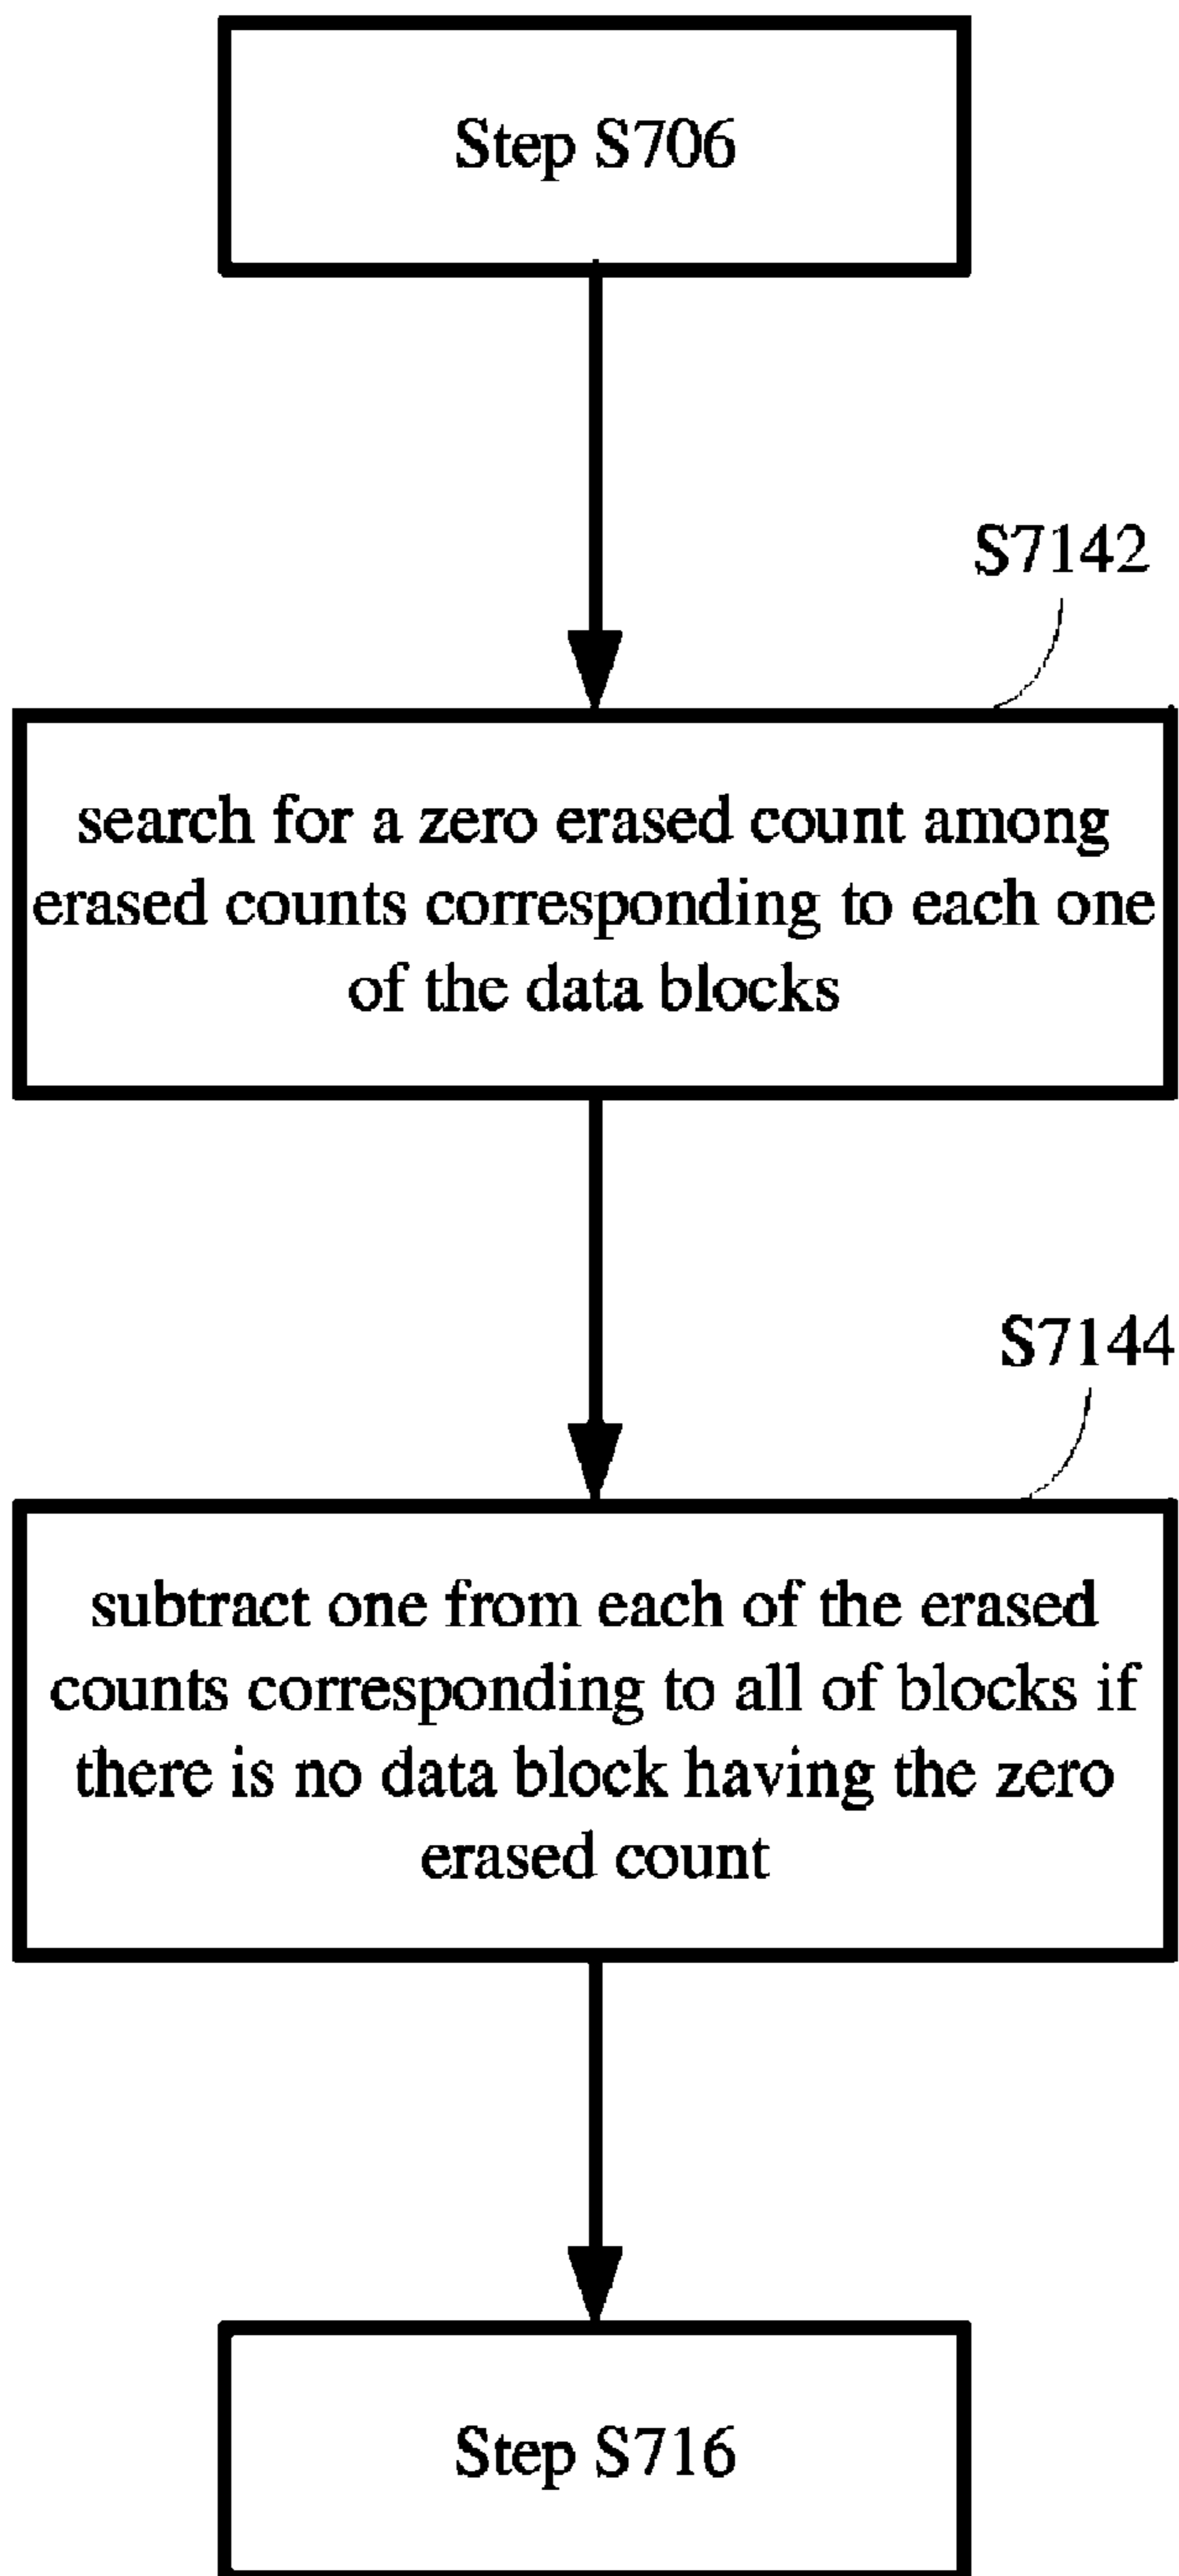 Step S706
S7142
search for a zero erased count among
erased counts corresponding to each one
of the data blocks
S7144
subtract one from each of the erased
counts corresponding to all of blocks if
there is no data block having the zero
erased count
Step S716